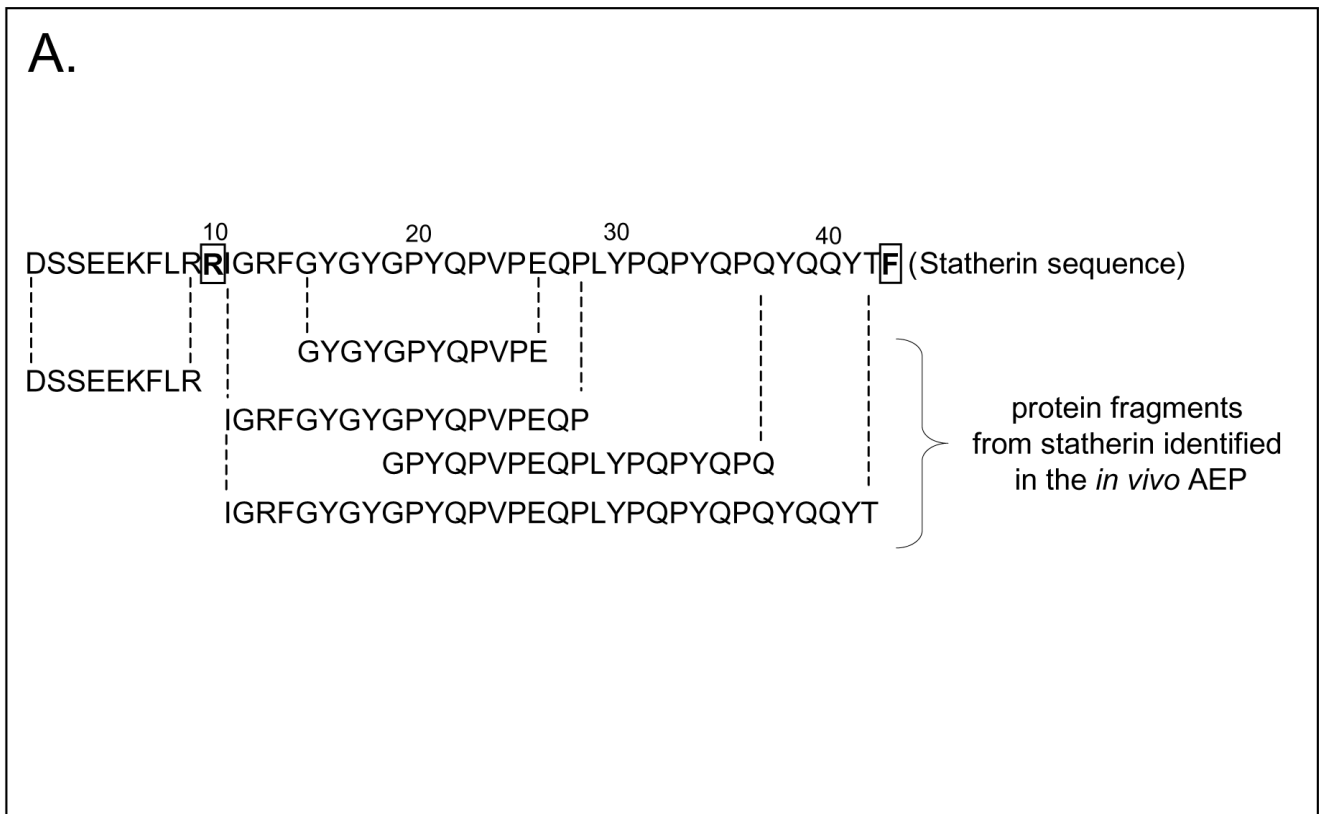 A.
10 20 30 40
DSSEEKFLRRIGRFGYGYGPYQPVPEQPLYPQPYQPQYQQYTF (Statherin sequence)
GYGYGPYQPVPE
DSSEEKFLR
IGRFGYGYGPYQPVPEQP
GPYQPVPEQPLYPQPYQPQ
IGRFGYGYGPYQPVPEQPLYPQPYQPQYQQYT
protein fragments
from statherin identified
in the in vivo AEP